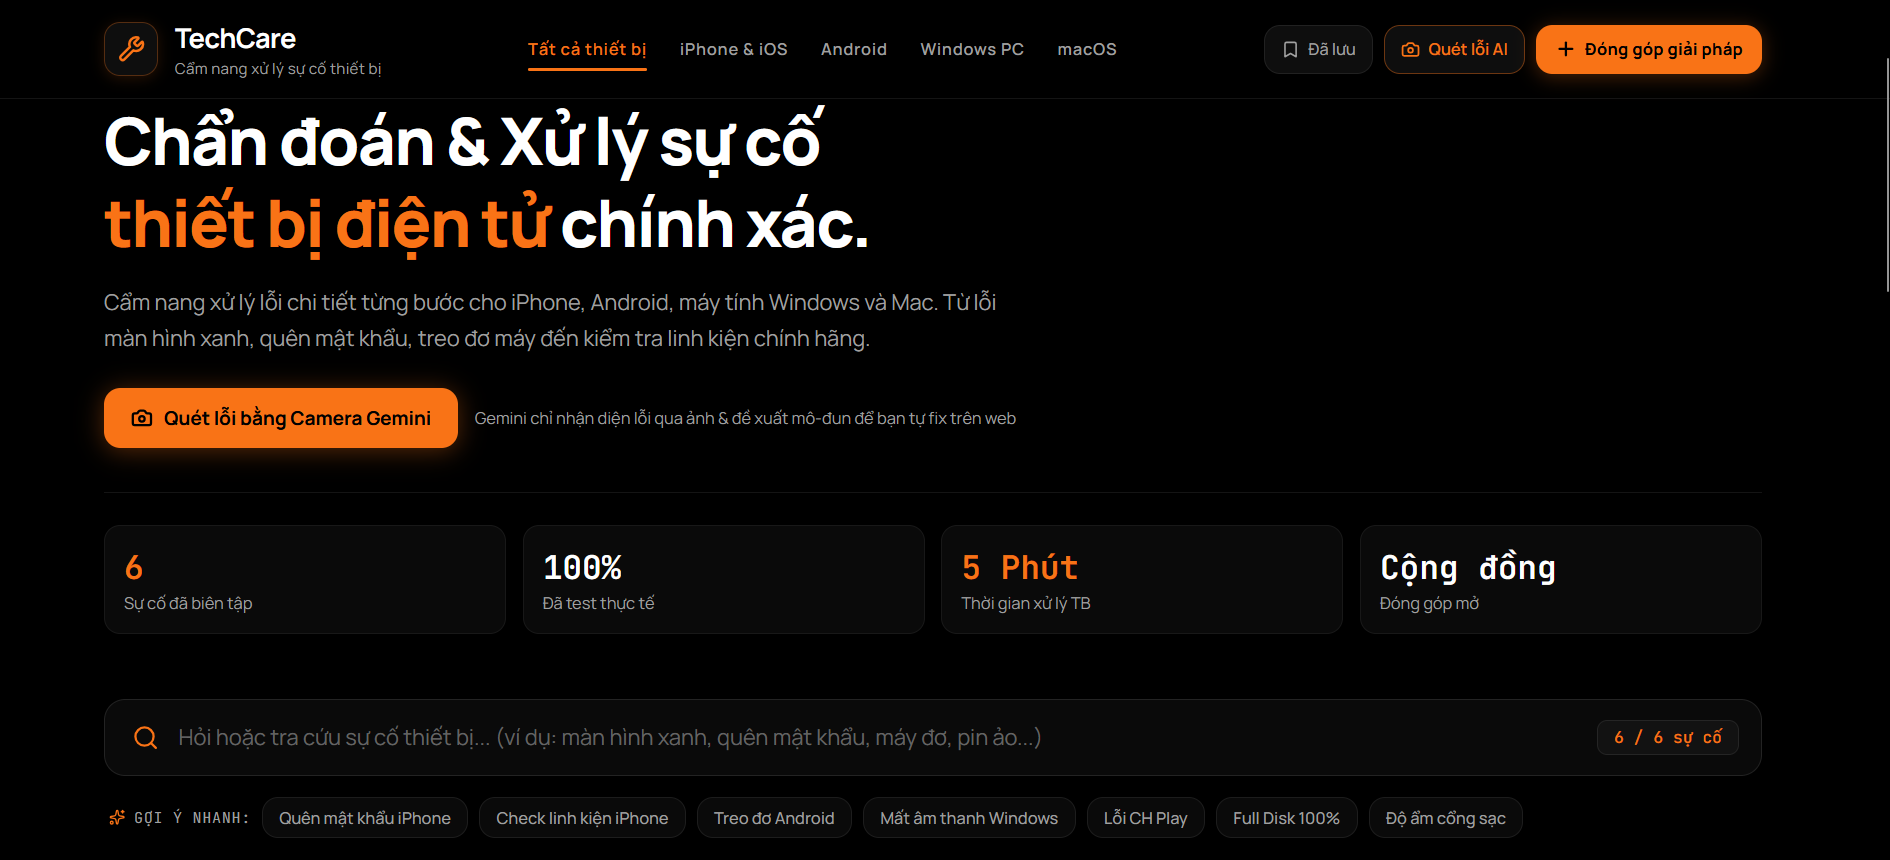 TechCare
Cẩm nang xử lý sự cố thiết bị
Tất cả thiết bị
iPhone & iOS
Android
Windows PC
macOS
Đã lưu
Quét lỗi AI
Đóng góp giải pháp
Chẩn đoán & Xử lý sự cố
thiết bị điện tử chính xác.
Cẩm nang xử lý lỗi chi tiết từng bước cho iPhone, Android, máy tính Windows và Mac. Từ lỗi
màn hình xanh, quên mật khẩu, treo đơ máy đến kiểm tra linh kiện chính hãng.
Quét lỗi bằng Camera Gemini
Gemini chỉ nhận diện lỗi qua ảnh & đề xuất mô-đun để bạn tự fix trên web
6
Sự cố đã biên tập
100%
Đã test thực tế
5 Phút
Thời gian xử lý TB
Cộng đồng
Đóng góp mở
Hỏi hoặc tra cứu sự cố thiết bị... (ví dụ: màn hình xanh, quên mật khẩu, máy đơ, pin ảo...)
6 / 6 sự cố
GỢI Ý NHANH:
Quên mật khẩu iPhone
Check linh kiện iPhone
Treo đơ Android
Mất âm thanh Windows
Lỗi CH Play
Full Disk 100%
Độ ẩm cổng sạc